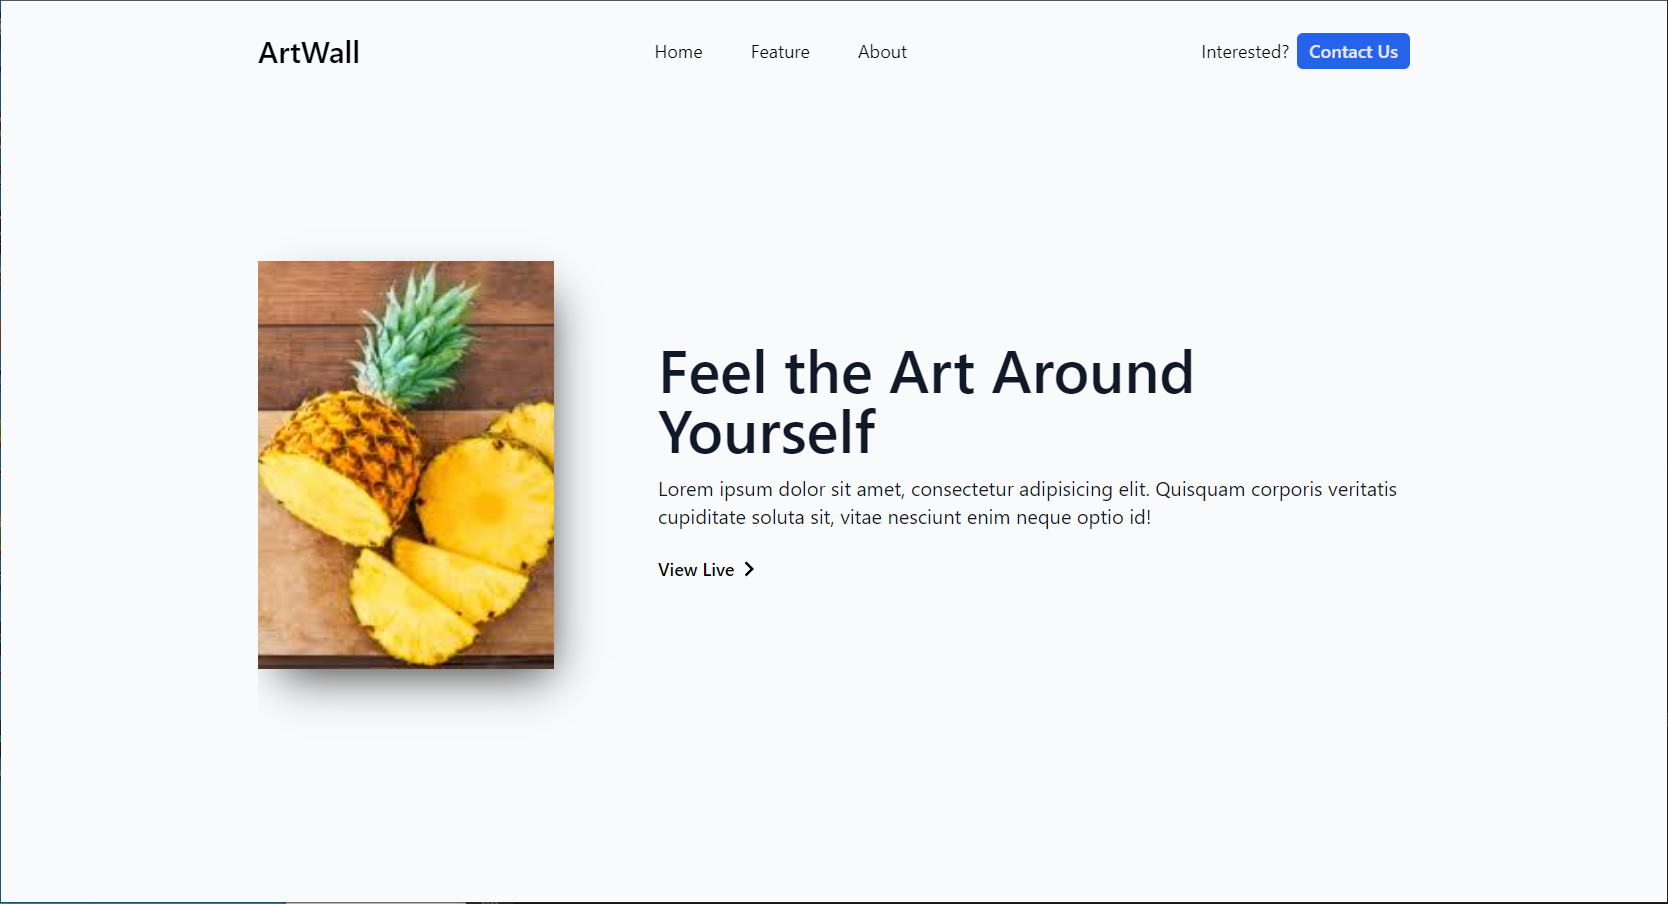 ArtWall
Home Feature About
Interested? Contact Us
Feel the Art Around
Yourself
Lorem ipsum dolor sit amet, consectetur adipisicing elit. Quisquam corporis veritatis
cupiditate soluta sit, vitae nesciunt enim neque optio id!
View Live